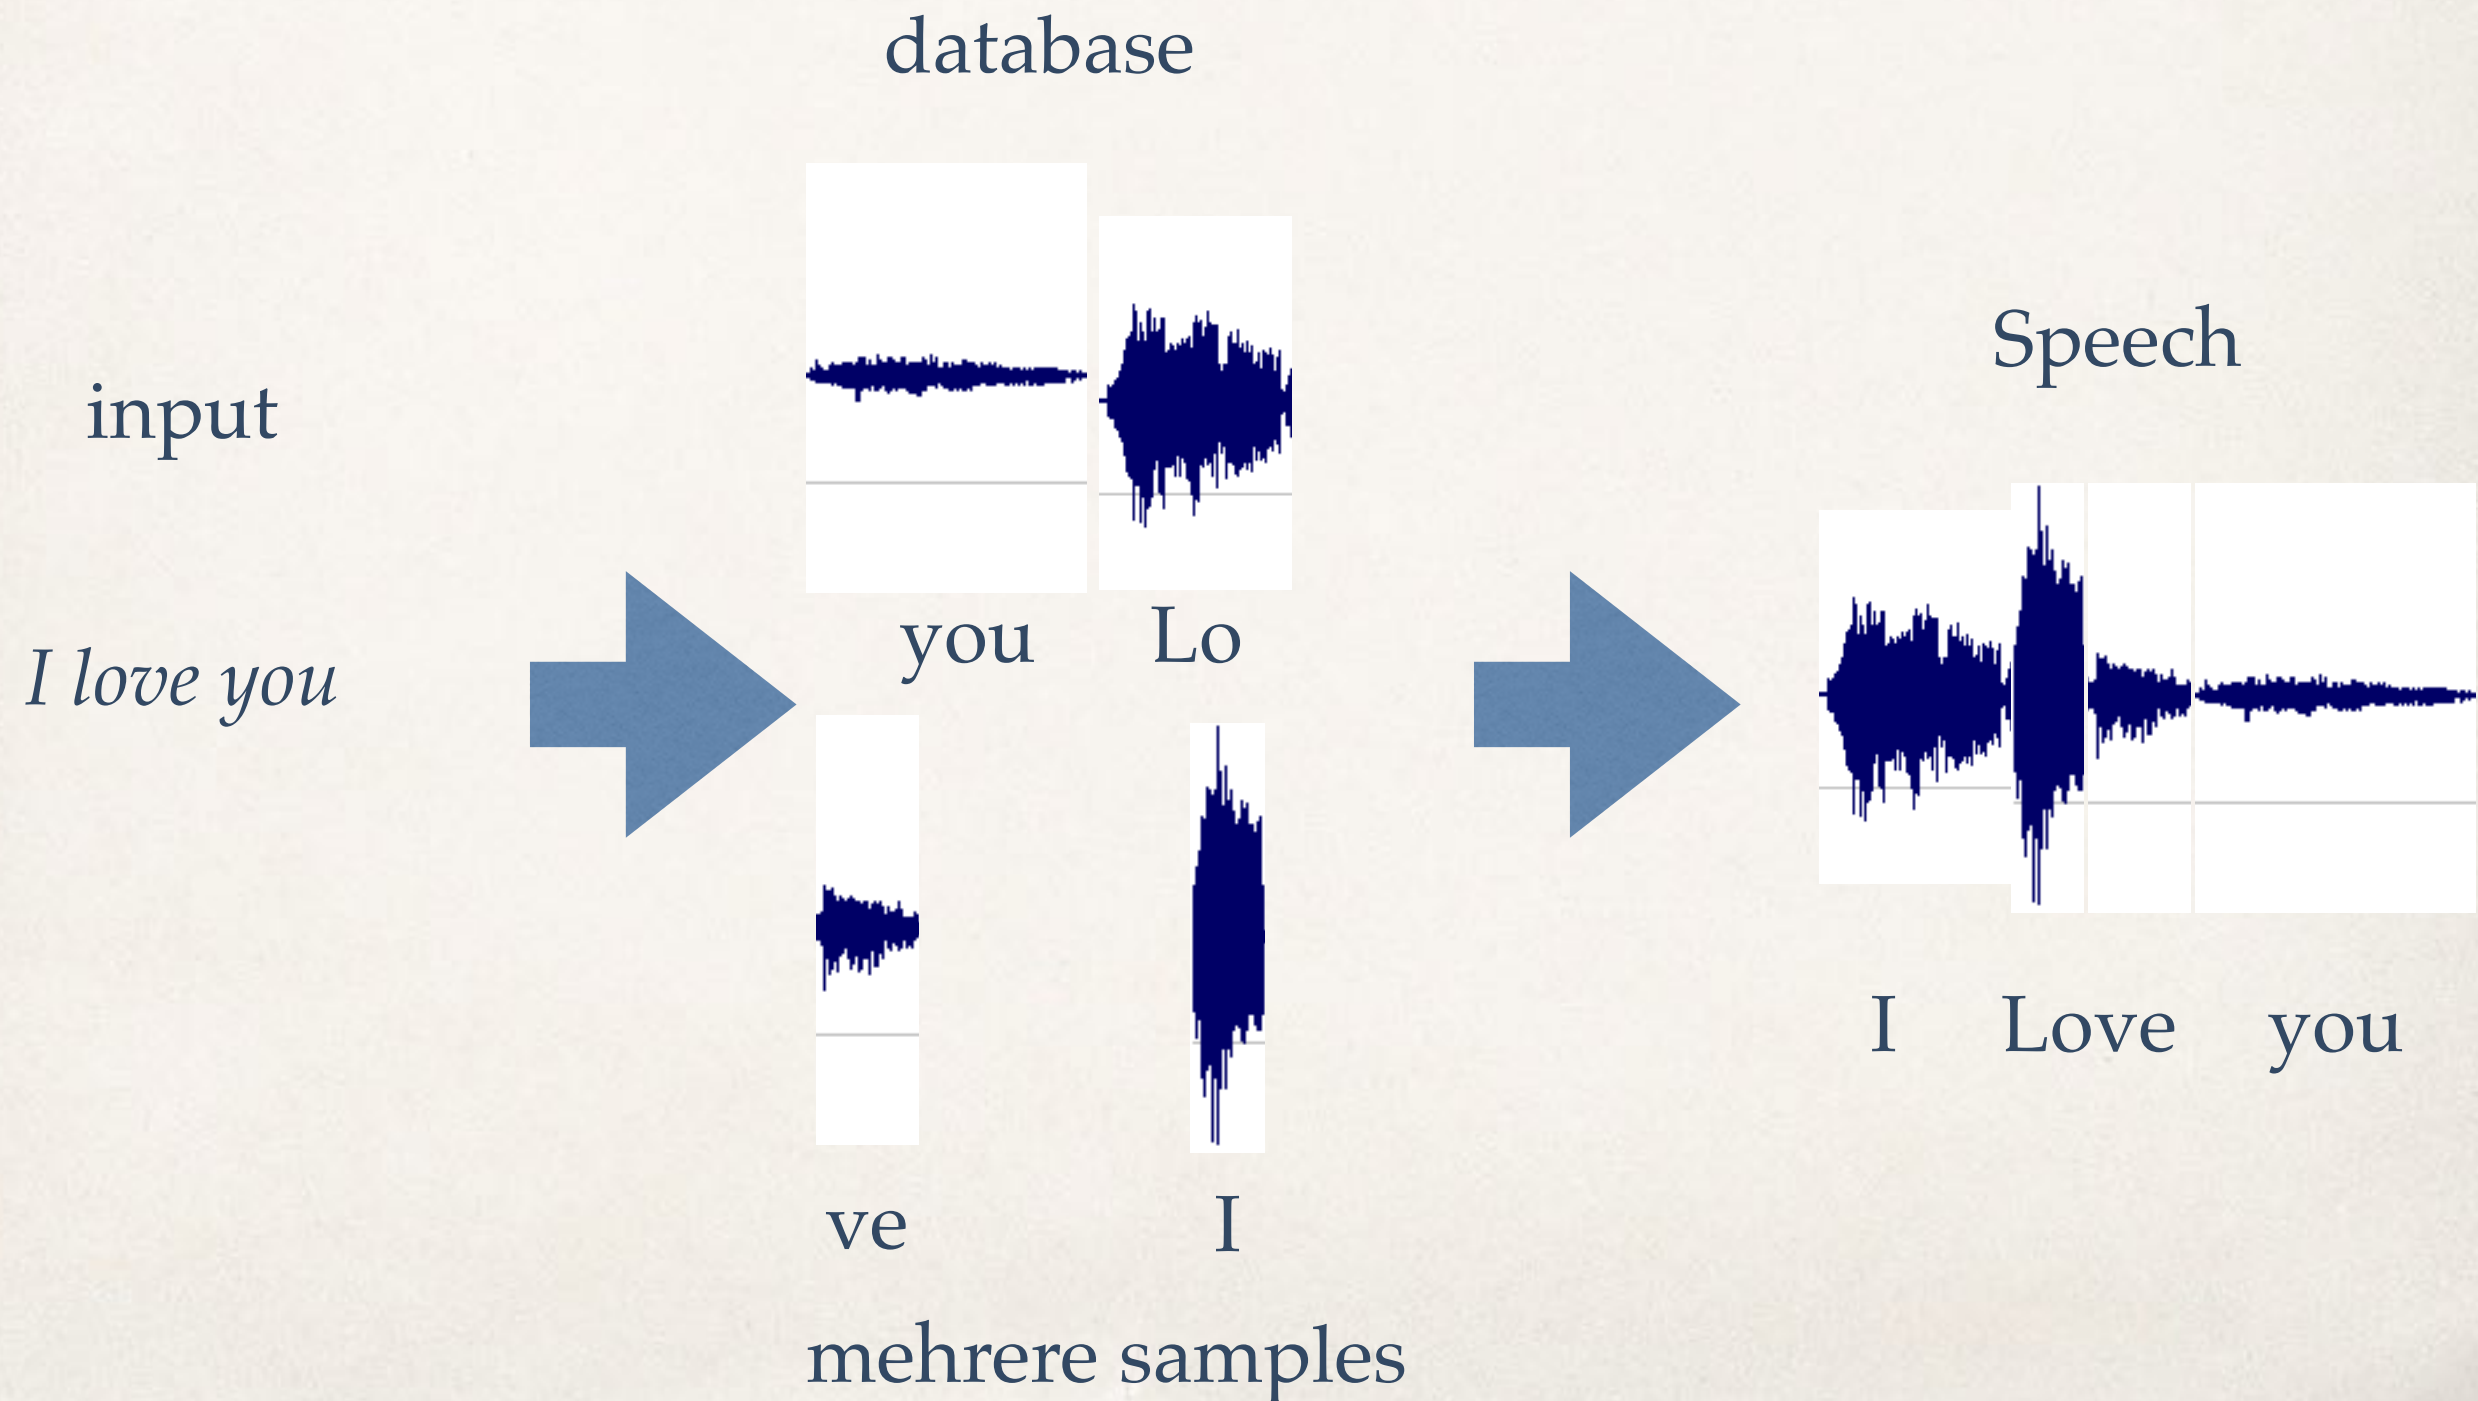 database
input
I love you
you Lo
ve I
mehrere samples
Speech
I Love you